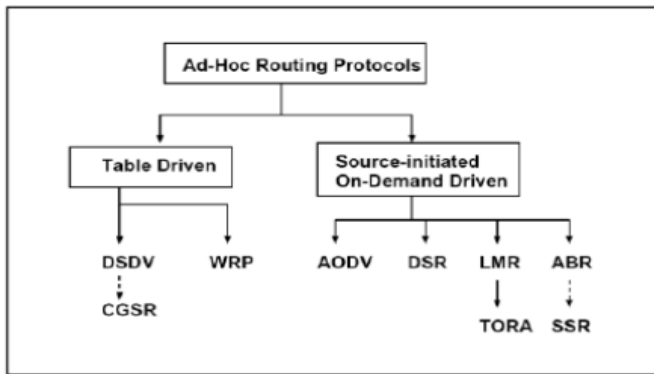 Ad-Hoc Routing Protocols
Table Driven
Source-initiated
On-Demand Driven
DSDV WRP AODV DSR LMR ABR
CGSR
TORA SSR